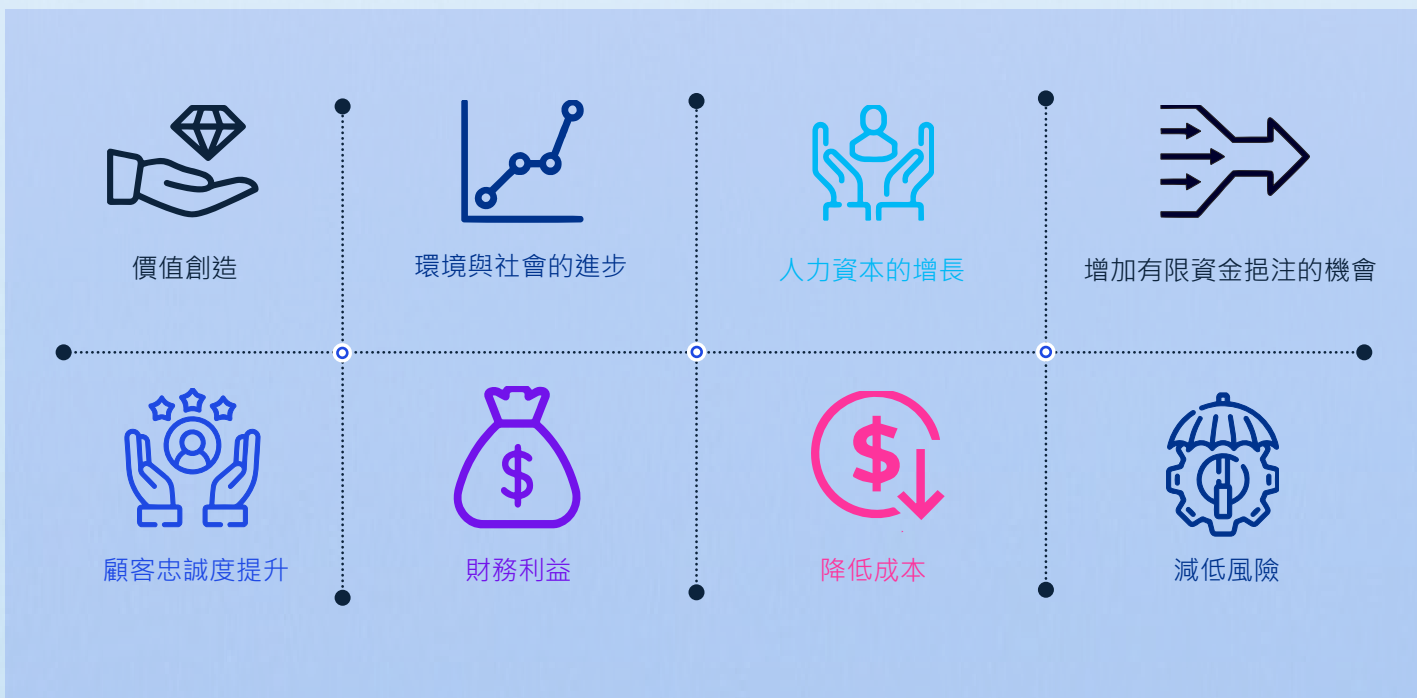 價值創造
環境與社會的進步
人力資本的增長
增加有限資金挹注的機會
顧客忠誠度提升
財務利益
降低成本
減低風險